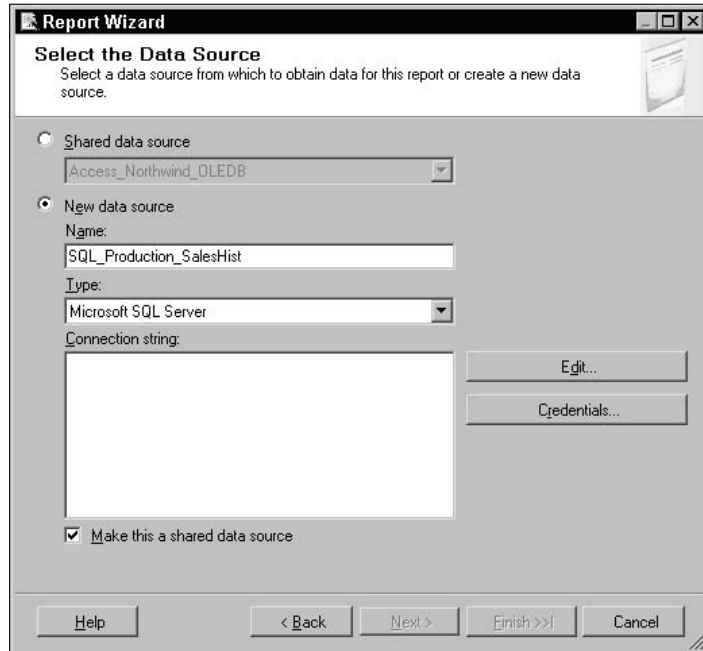 Report Wizard
Select the Data Source
Select a data source from which to obtain data for this report or create a new data
source.
Shared data source
Access_Northwind_OLEDB
New data source
Name:
SQL_Production_SalesHist
Type:
Microsoft SQL Server
Connection string:
Edit...
Credentials...
Make this a shared data source
Help
< Back
Next >
Finish >>|
Cancel